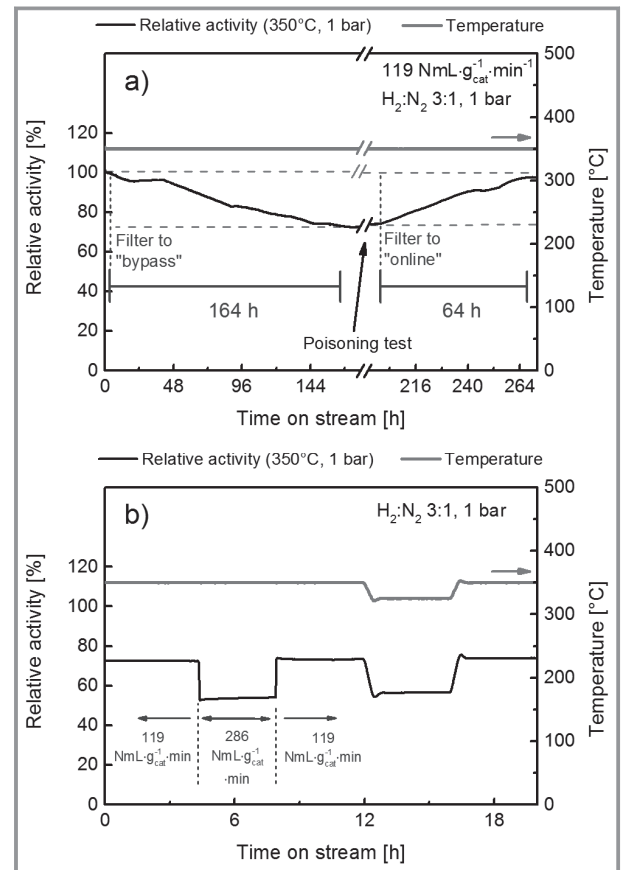 Relative activity (350°C, 1 bar) Temperature
a)
119 NmL·g⁻¹cat·min⁻¹
H₂:N₂ 3:1, 1 bar
Relative activity [%]
120
100
80
60
40
20
0
Filter to
"bypass"
Filter to
"online"
164 h
64 h
Poisoning test
500
400
300
200
100
0
Temperature [°C]
0 48 96 144 216 240 264
Time on stream [h]
Relative activity (350°C, 1 bar) Temperature
b)
H₂:N₂ 3:1, 1 bar
Relative activity [%]
120
100
80
60
40
20
0
119
NmL·g⁻¹cat·min
286
NmL·g⁻¹cat
·min
119
NmL·g⁻¹cat·min
500
400
300
200
100
0
Temperature [°C]
0 6 12 18
Time on stream [h]